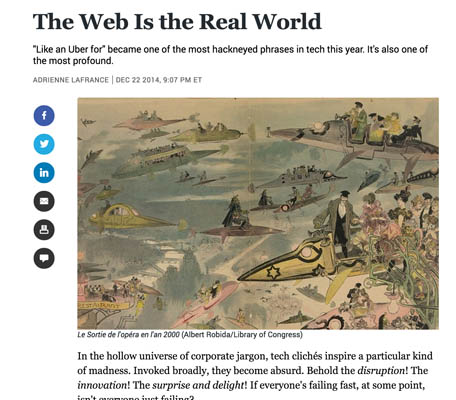 The Web Is the Real World
"Like an Uber for" became one of the most hackneyed phrases in tech this year. It's also one of
the most profound.
ADRIENNE LAFRANCE | DEC 22 2014, 9:07 PM ET
RESTAURANT
Le Sortie de l'opéra en l'an 2000 (Albert Robida/Library of Congress)
In the hollow universe of corporate jargon, tech clichés inspire a particular kind
of madness. Invoked broadly, they become absurd. Behold the disruption! The
innovation! The surprise and delight! If everyone's failing fast, at some point,
isn't everyone just failing?